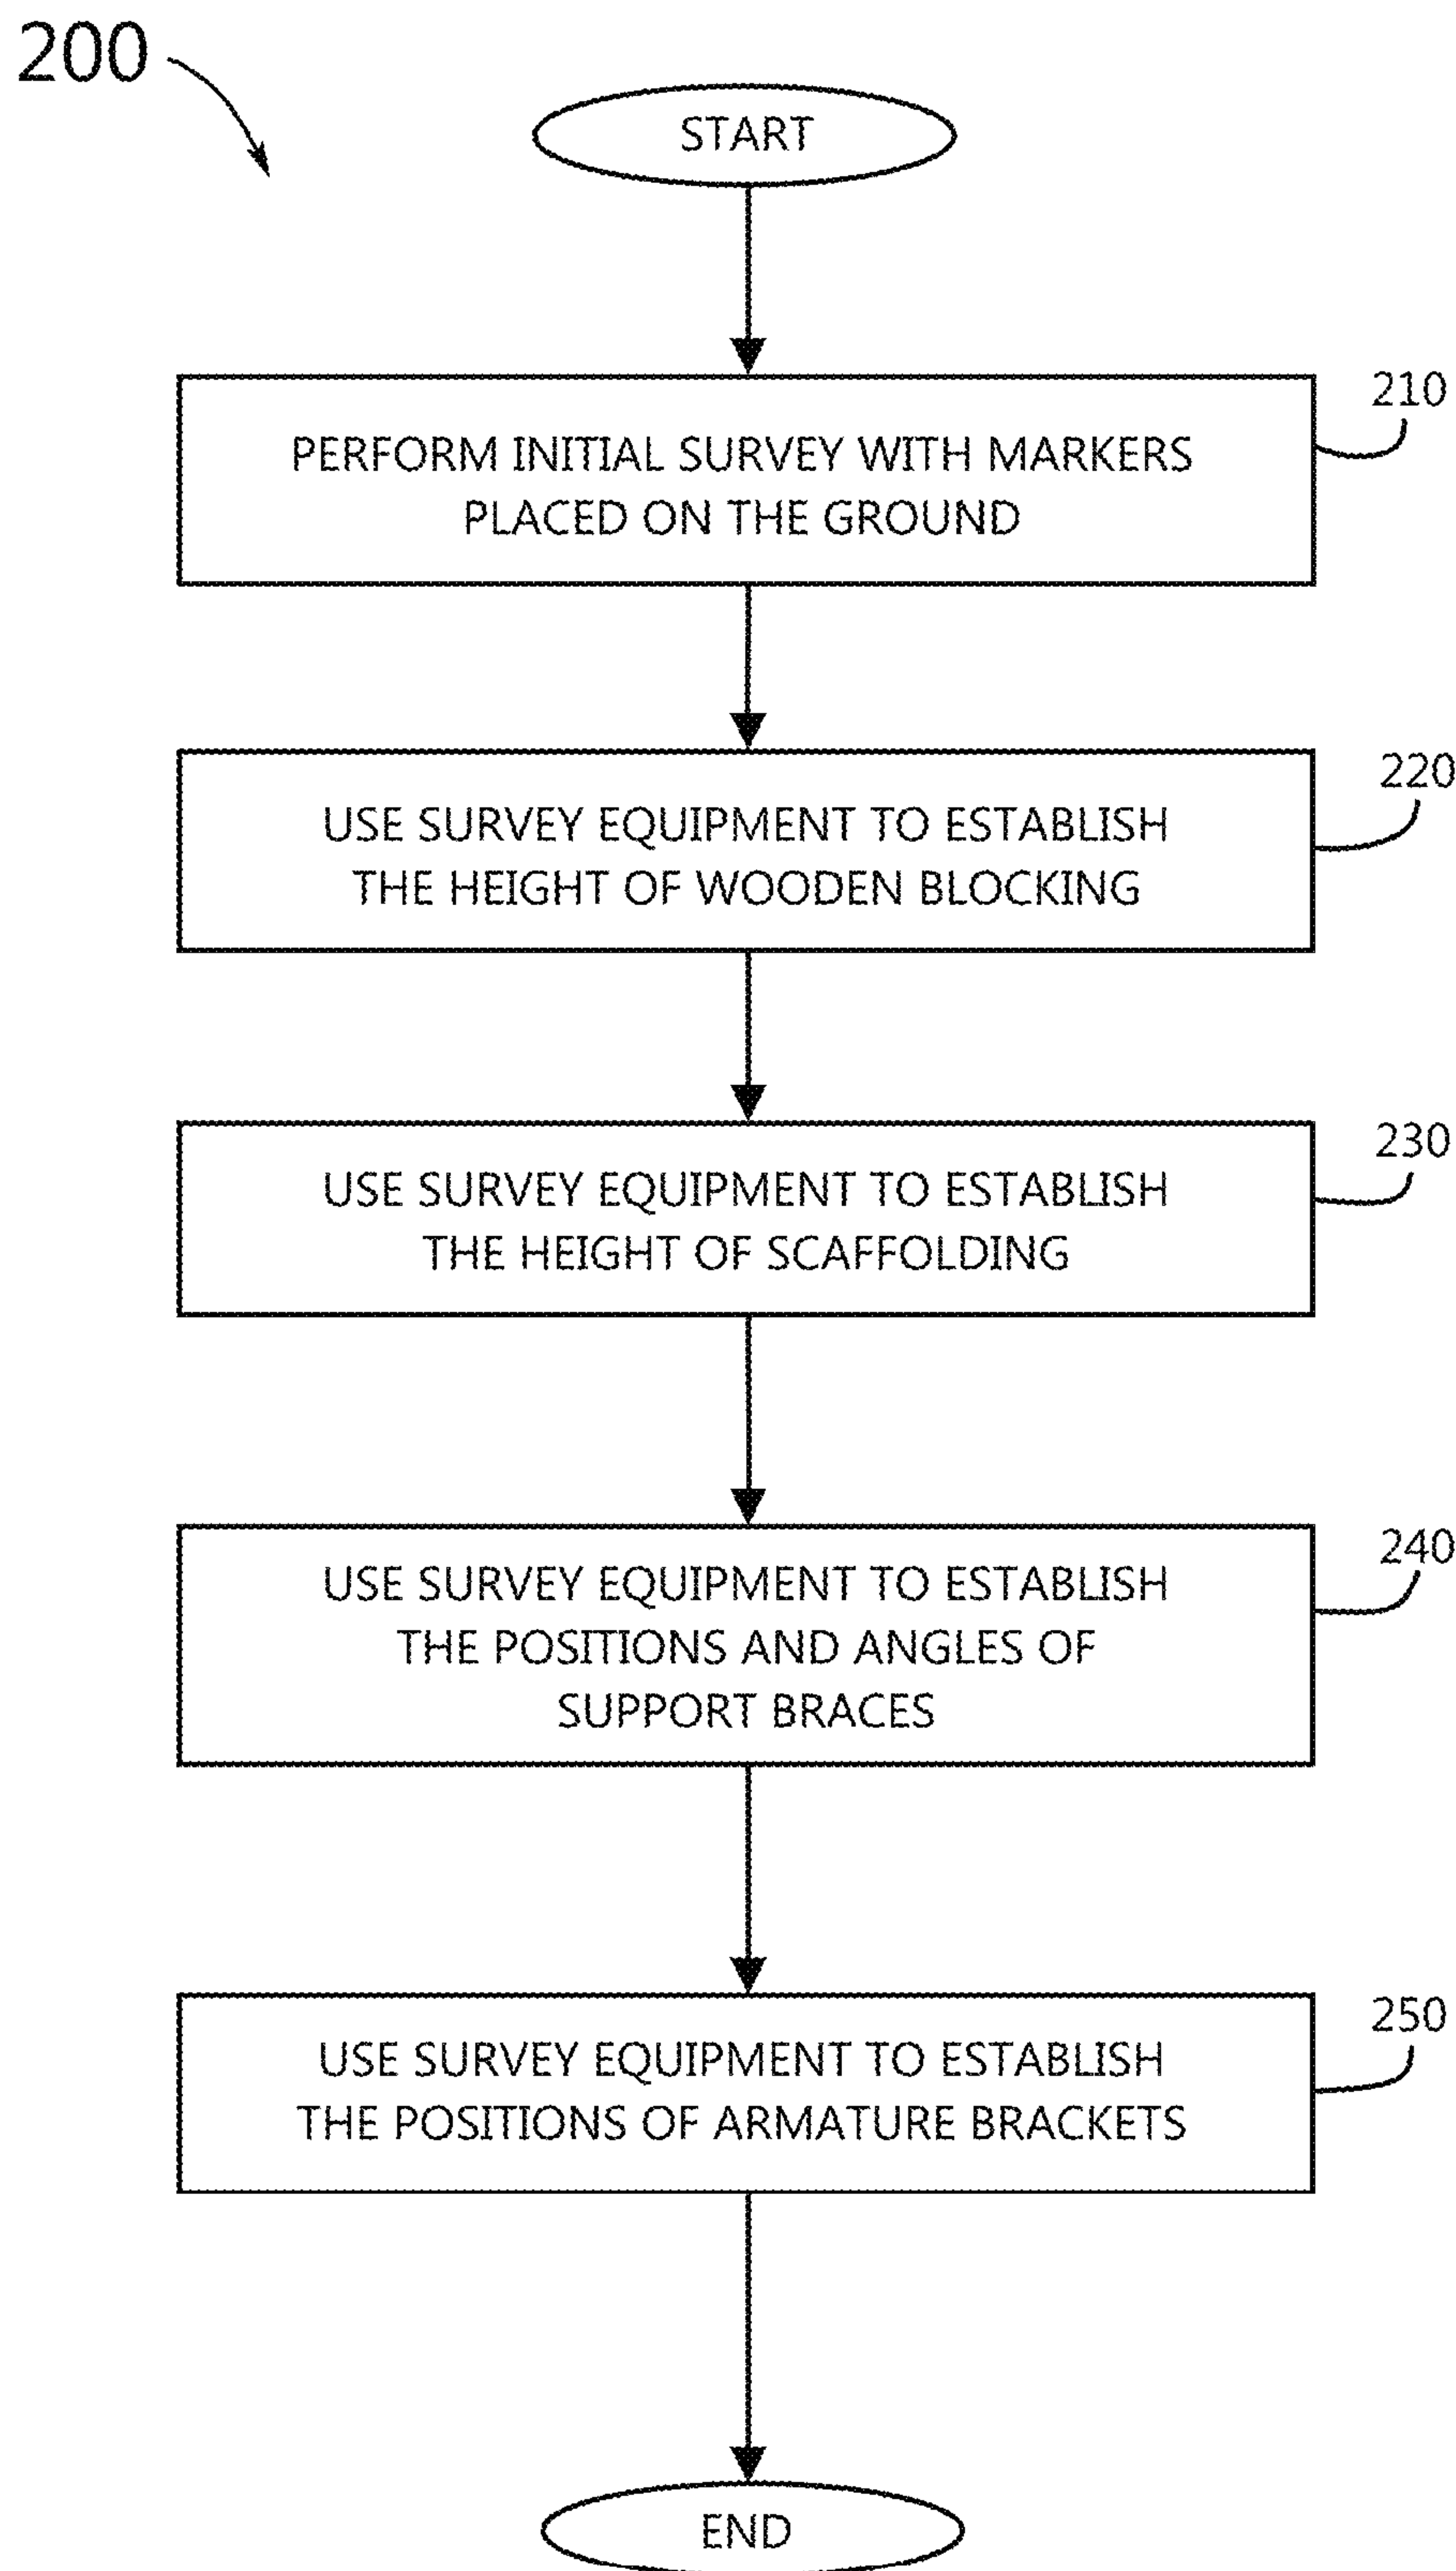 200
START
210
PERFORM INITIAL SURVEY WITH MARKERS
PLACED ON THE GROUND
220
USE SURVEY EQUIPMENT TO ESTABLISH
THE HEIGHT OF WOODEN BLOCKING
230
USE SURVEY EQUIPMENT TO ESTABLISH
THE HEIGHT OF SCAFFOLDING
240
USE SURVEY EQUIPMENT TO ESTABLISH
THE POSITIONS AND ANGLES OF
SUPPORT BRACES
250
USE SURVEY EQUIPMENT TO ESTABLISH
THE POSITIONS OF ARMATURE BRACKETS
END